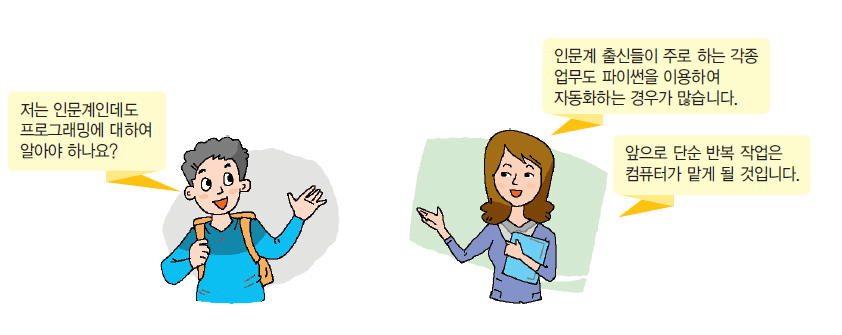 저는 인문계인데도
프로그래밍에 대하여
알아야 하나요?
인문계 출신들이 주로 하는 각종
업무도 파이썬을 이용하여
자동화하는 경우가 많습니다.
앞으로 단순 반복 작업은
컴퓨터가 맡게 될 것입니다.